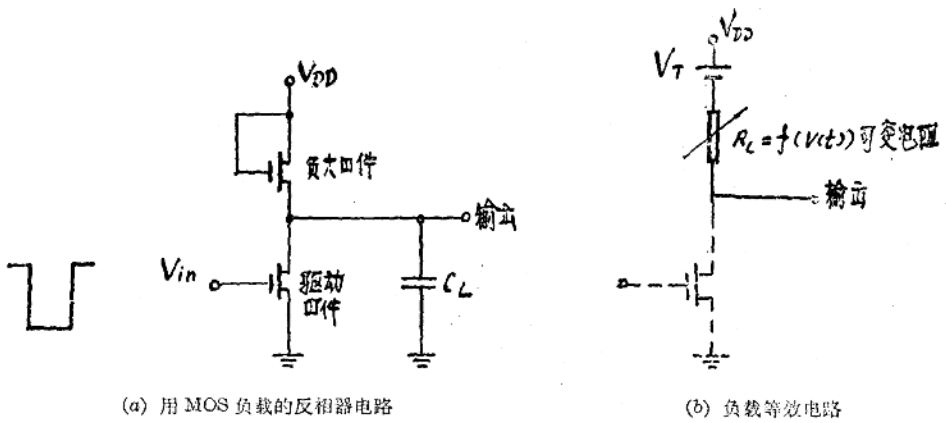 VDD
负大四件
输出
Vin
驱动
四件
CL
(a) 用 MOS 负载的反相器电路
VDD
VT
RL = f(V(t)) 可变电阻
输出
(b) 负载等效电路